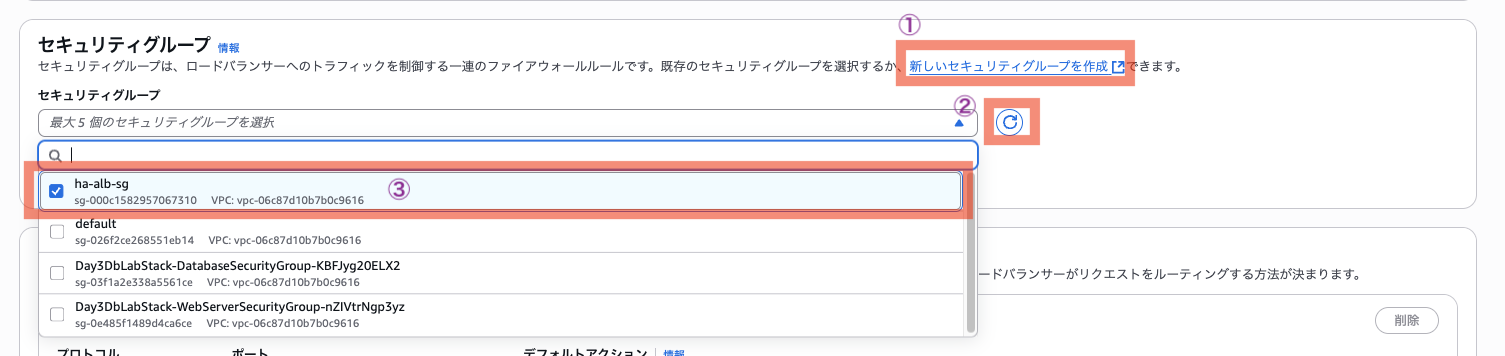 ①
セキュリティグループ 情報
セキュリティグループは、ロードバランサーへのトラフィックを制御する一連のファイアウォールルールです。既存のセキュリティグループを選択するか、新しいセキュリティグループを作成できます。
セキュリティグループ
最大 5 個のセキュリティグループを選択
②
ha-alb-sg
sg-000c1582957067310 VPC: vpc-06c87d10b7b0c9616
③
default
sg-026f2ce268551eb14 VPC: vpc-06c87d10b7b0c9616
Day3DbLabStack-DatabaseSecurityGroup-KBFJyg20ELX2
sg-03f1a2e338a5561ce VPC: vpc-06c87d10b7b0c9616
ードバランサーがリクエストをルーティングする方法が決まります。
Day3DbLabStack-WebServerSecurityGroup-nZIVtrNgp3yz
sg-0e485f1489d4ca6ce VPC: vpc-06c87d10b7b0c9616
削除
プロトコル ポート デフォルトアクション 情報